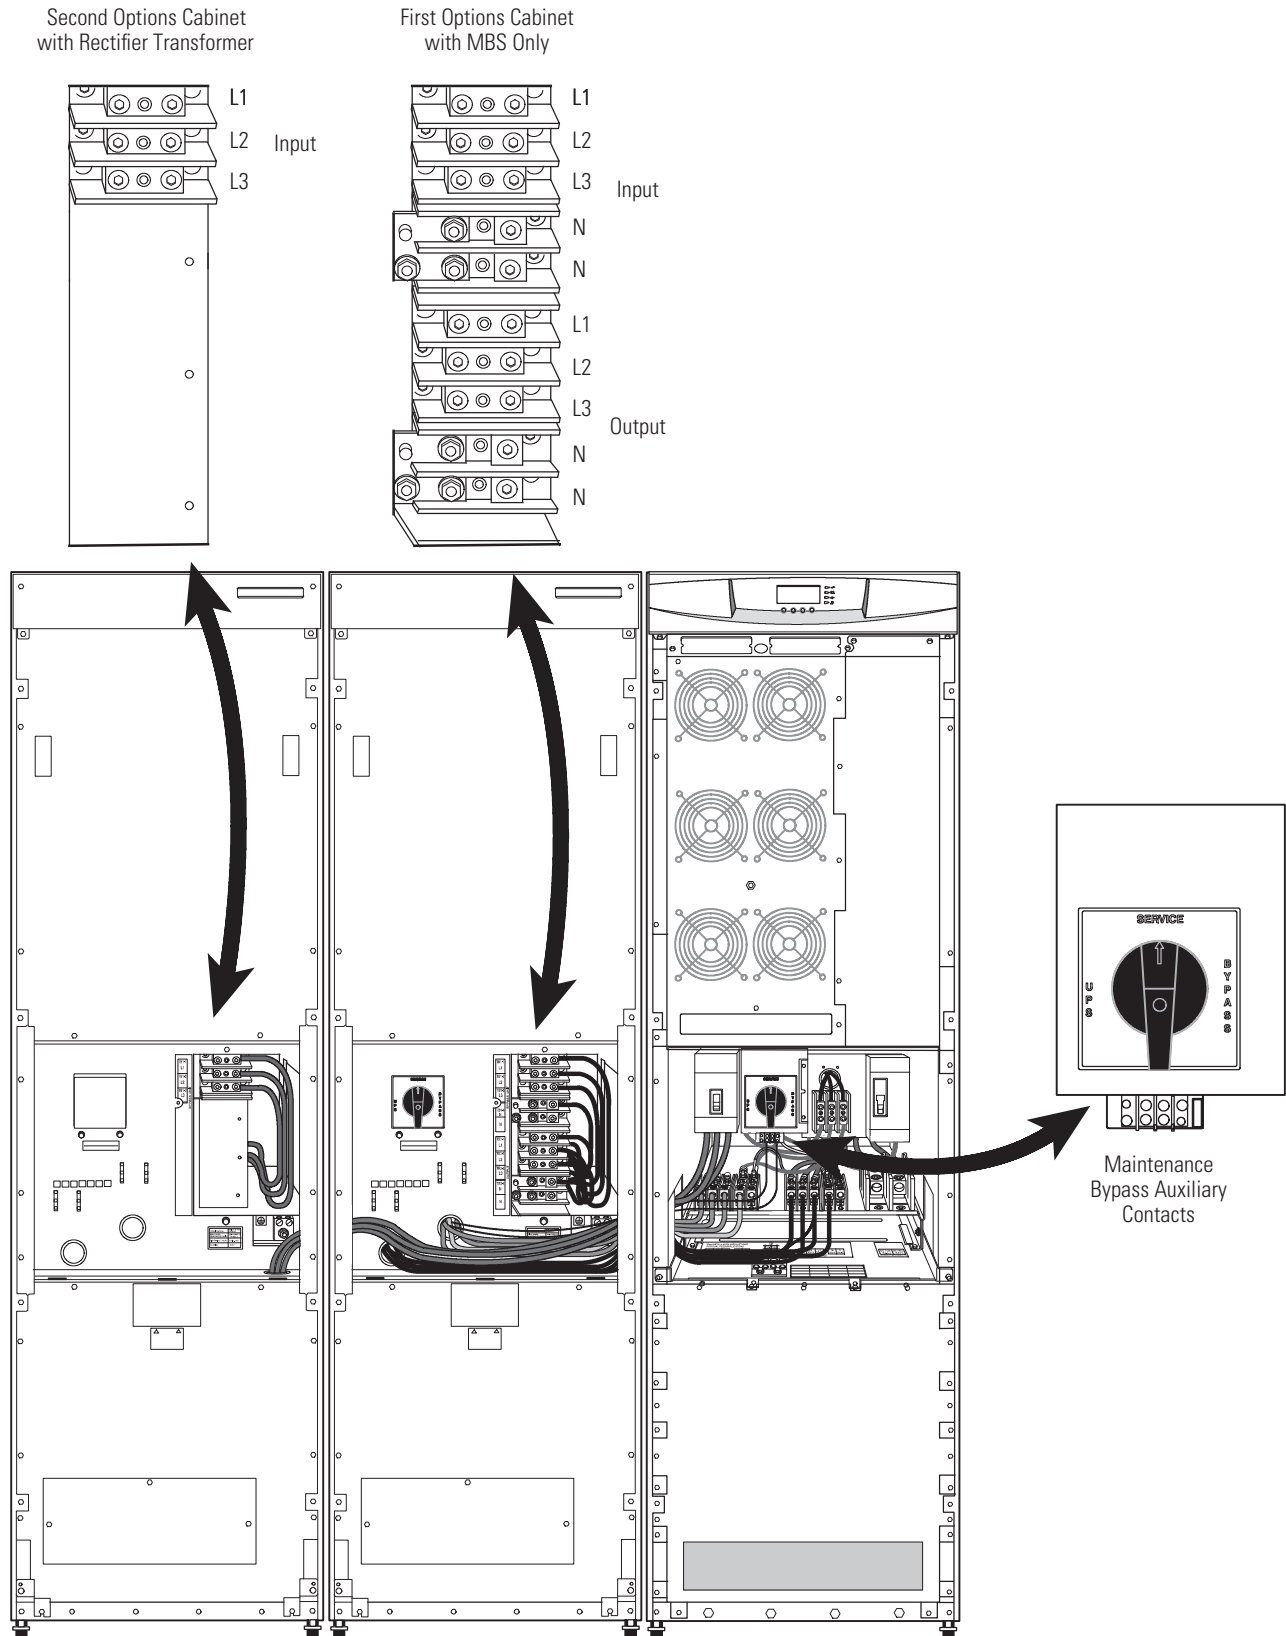 Second Options Cabinet
with Rectifier Transformer
L1
L2
L3
Input
First Options Cabinet
with MBS Only
L1
L2
L3
N
N
Input
L1
L2
L3
N
N
Output
SERVICE
UPS
BYPASS
Maintenance
Bypass Auxiliary
Contacts